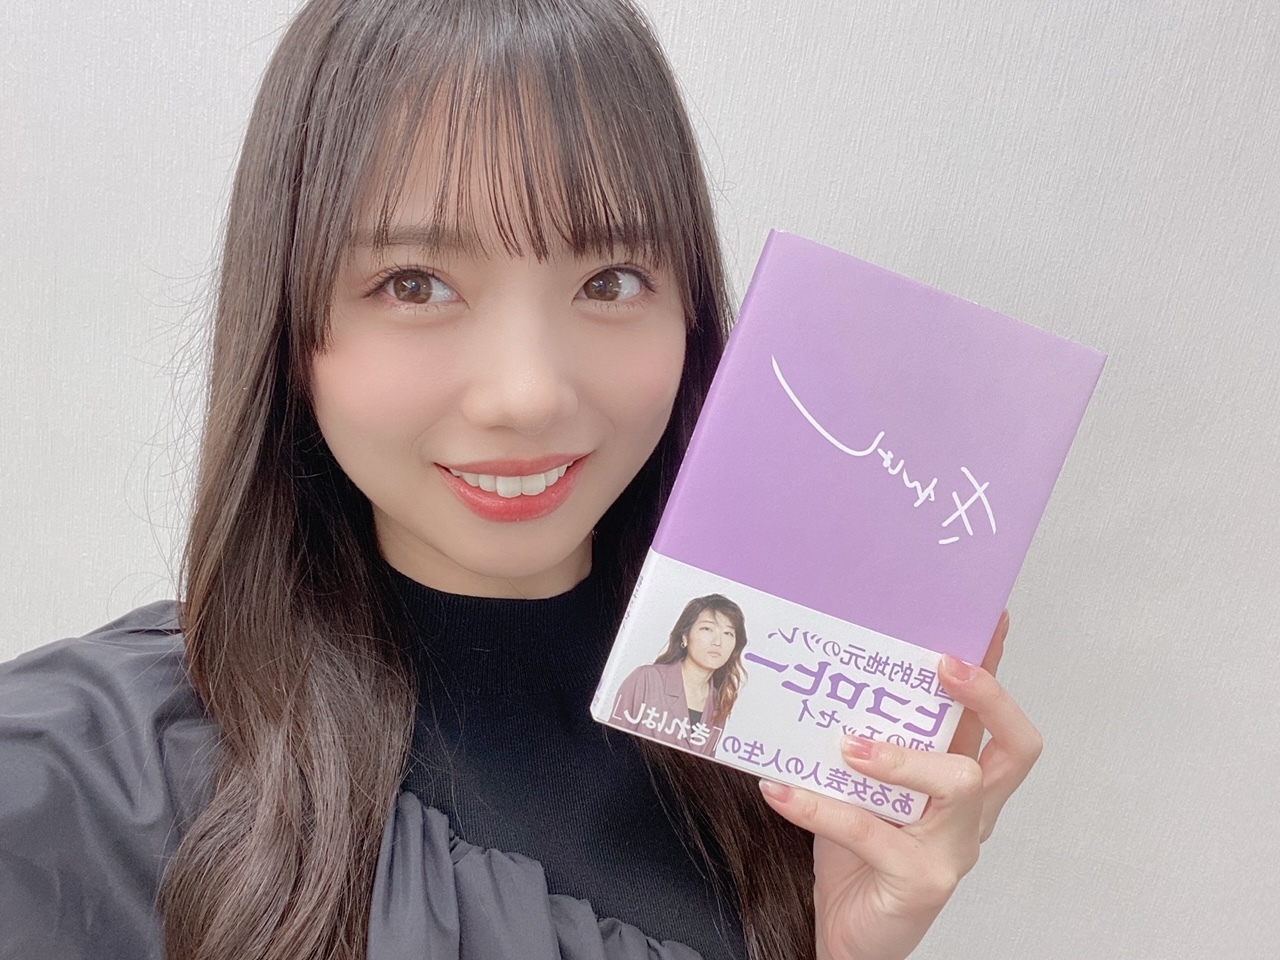 きれはし
国民的地元のツレ、
ヒコロヒー
初のエッセイ
ある女芸人の人生の
「きれはし」